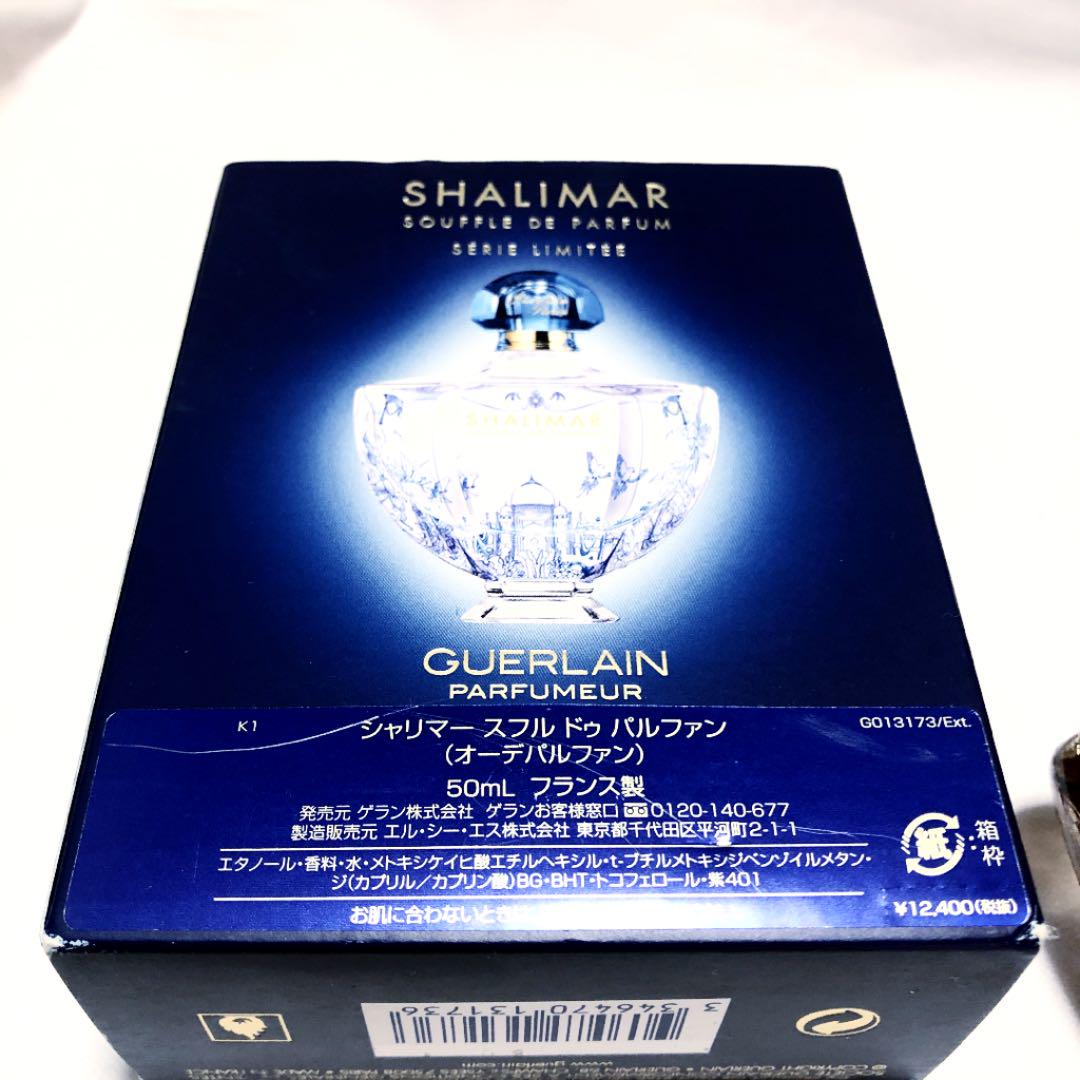 SHALIMAR
SOUFFLE DE PARFUM
SÉRIE LIMITÉE
SHALIMAR
GUERLAIN
PARFUMEUR
K1
シャリマー スフル ドゥ パルファン
G013173/Ext.
(オーデパルファン)
50mL フランス製
発売元 ゲラン株式会社 ゲランお客様窓口 0120-140-677
製造販売元 エル・シー・エス株式会社 東京都千代田区平河町2-1-1
紙 箱枠
エタノール・香料・水・メトキシケイヒ酸エチルヘキシル・t-ブチルメトキシジベンゾイルメタン・
ジ(カプリル/カプリン酸)BG・BHT・トコフェロール・紫401
¥12,400(税抜)
お肌に合わないときは
3 346470 131736
www.guerlain.com